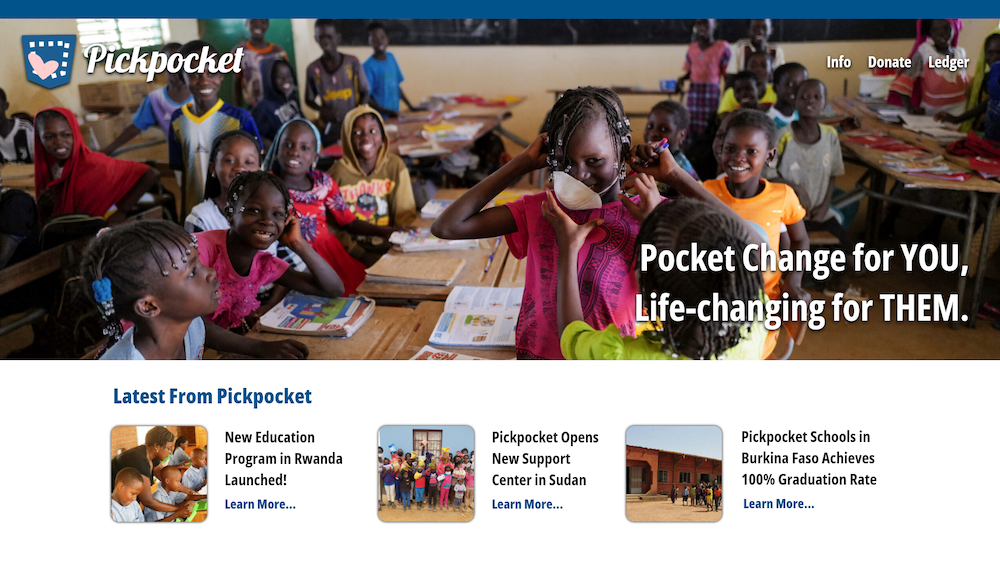 Pickpocket
Info Donate Ledger
Pocket Change for YOU,
Life-changing for THEM.
Latest From Pickpocket
New Education
Program in Rwanda
Launched!
Learn More...
Pickpocket Opens
New Support
Center in Sudan
Learn More...
Pickpocket Schools in
Burkina Faso Achieves
100% Graduation Rate
Learn More...